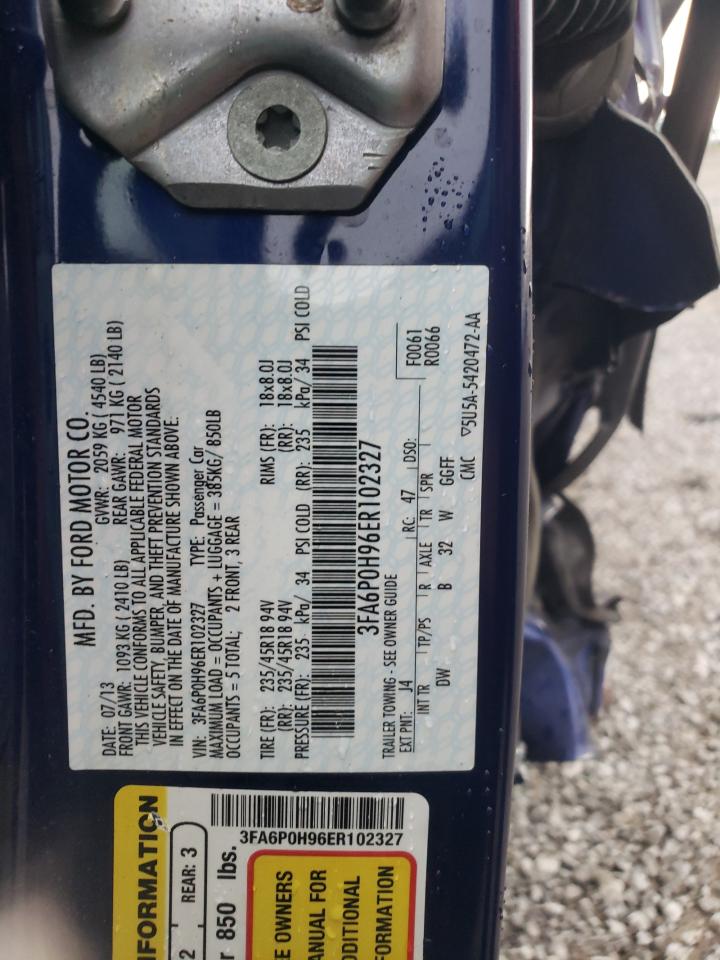 MFD. BY FORD MOTOR CO.
DATE: 07/13 GVWR: 2059 KG (4540 LB)
FRONT GAWR: 1093 KG (2410 LB) REAR GAWR: 971 KG (2140 LB)
THIS VEHICLE CONFORMS TO ALL APPLICABLE FEDERAL MOTOR
VEHICLE SAFETY, BUMPER, AND THEFT PREVENTION STANDARDS
IN EFFECT ON THE DATE OF MANUFACTURE SHOWN ABOVE.
VIN: 3FA6P0H96ER102327 TYPE: Passenger Car
MAXIMUM LOAD = OCCUPANTS + LUGGAGE = 385KG/ 850LB
OCCUPANTS = 5 TOTAL; 2 FRONT, 3 REAR
TIRE (FR): 235/45R18 94V RIMS (FR): 18x8.0J
(RR): 235/45R18 94V (RR): 18x8.0J
PRESSURE (FR): 235 kPa/ 34 PSI COLD (RR): 235 kPa/ 34 PSI COLD
3FA6P0H96ER102327
TRAILER TOWING - SEE OWNER GUIDE
EXT PNT: J4 RC: 47 DSO: F0061
INT TR TP/PS R AXLE TR SPR R0066
DW B 32 W GGFF
CMC ▽5U5A-5420472-AA
NFORMATION
2 REAR: 3
3FA6P0H96ER102327
r 850 lbs.
E OWNERS
ANUAL FOR
DDITIONAL
FORMATION